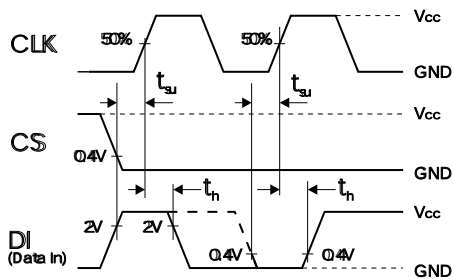 CLK
50%
50%
Vcc
GND
tsu
tsu
CS
Vcc
0.4V
GND
th
th
DI
(Data In)
2V
2V
0.4V
0.4V
Vcc
GND